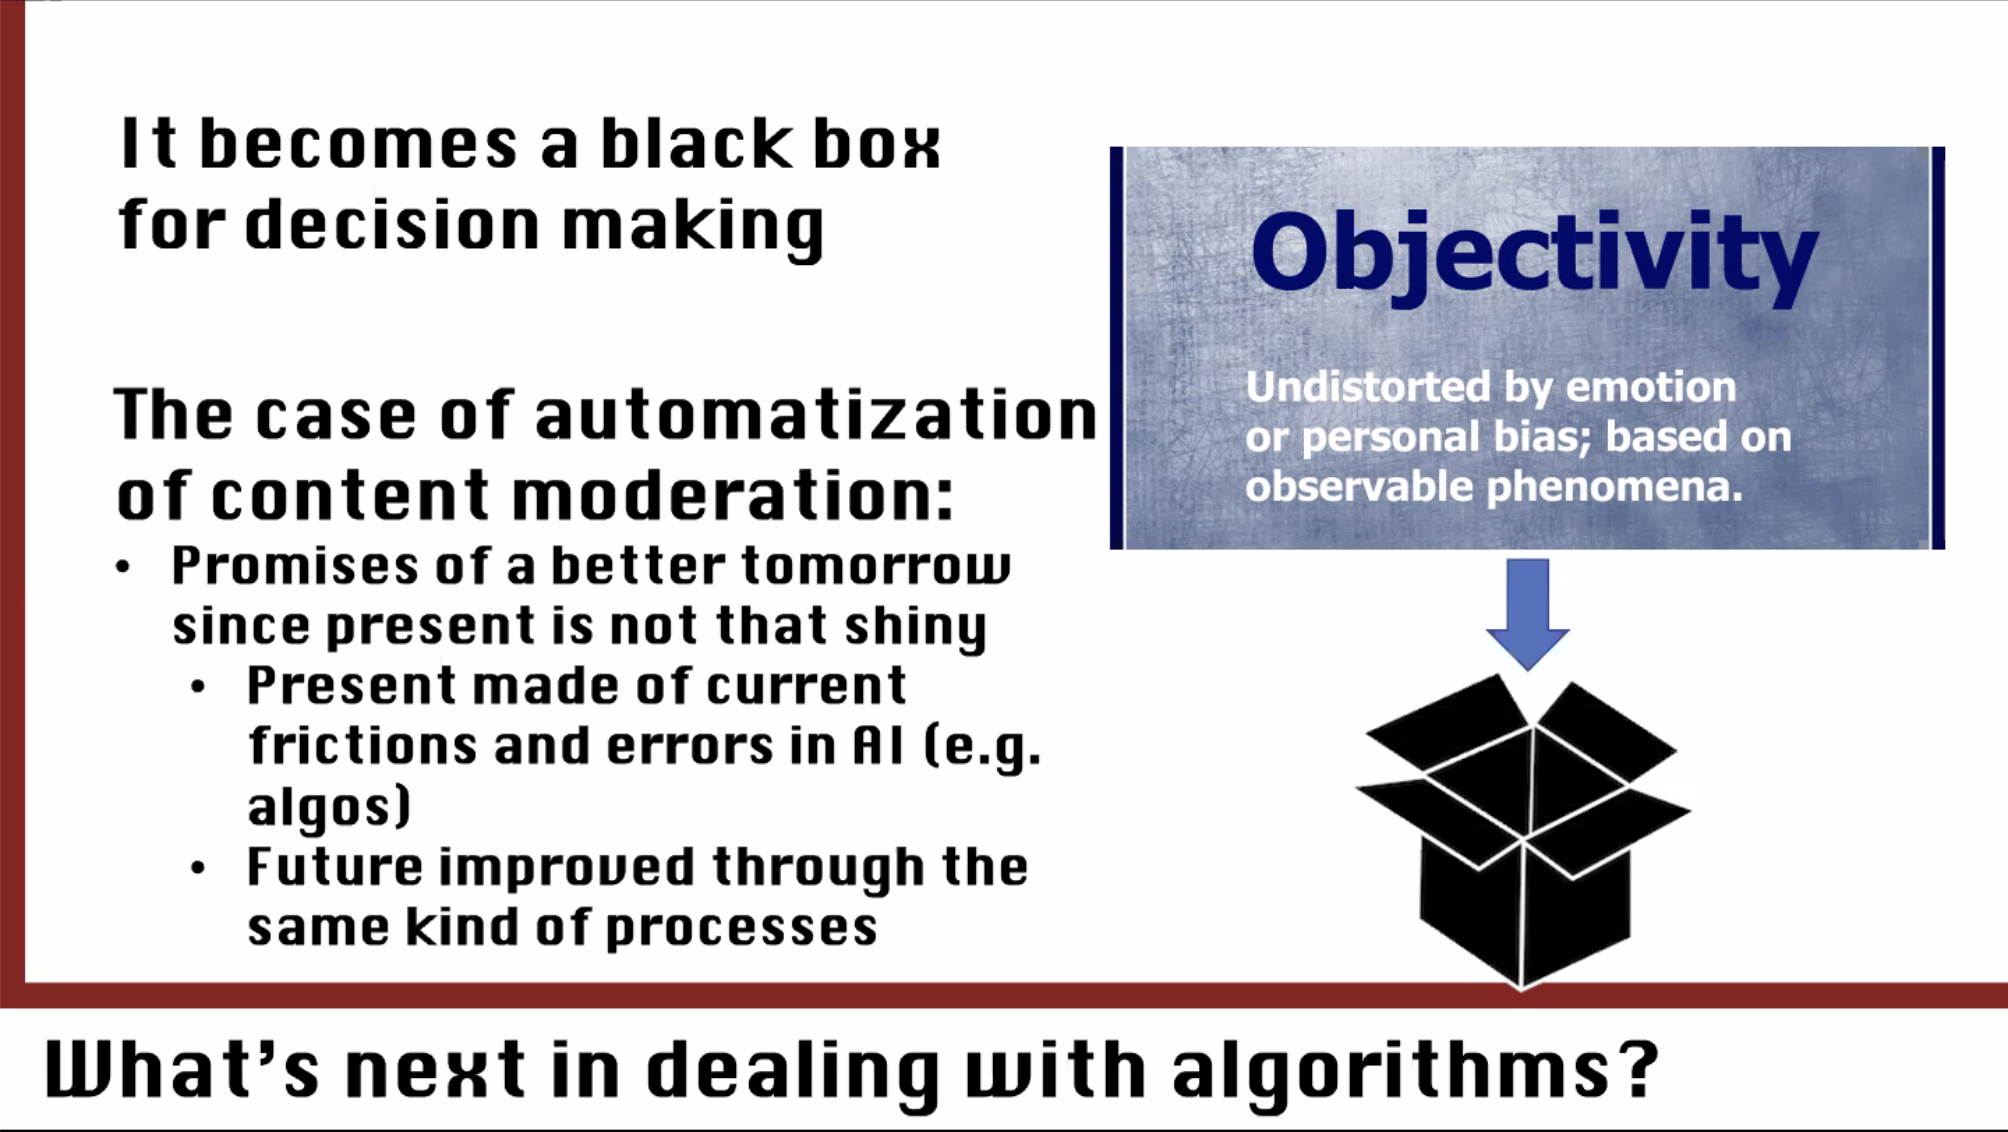 It becomes a black box
for decision making
The case of automatization
of content moderation:
• Promises of a better tomorrow
since present is not that shiny
• Present made of current
frictions and errors in AI (e.g.
algos)
• Future improved through the
same kind of processes
Objectivity
Undistorted by emotion
or personal bias; based on
observable phenomena.
What's next in dealing with algorithms?